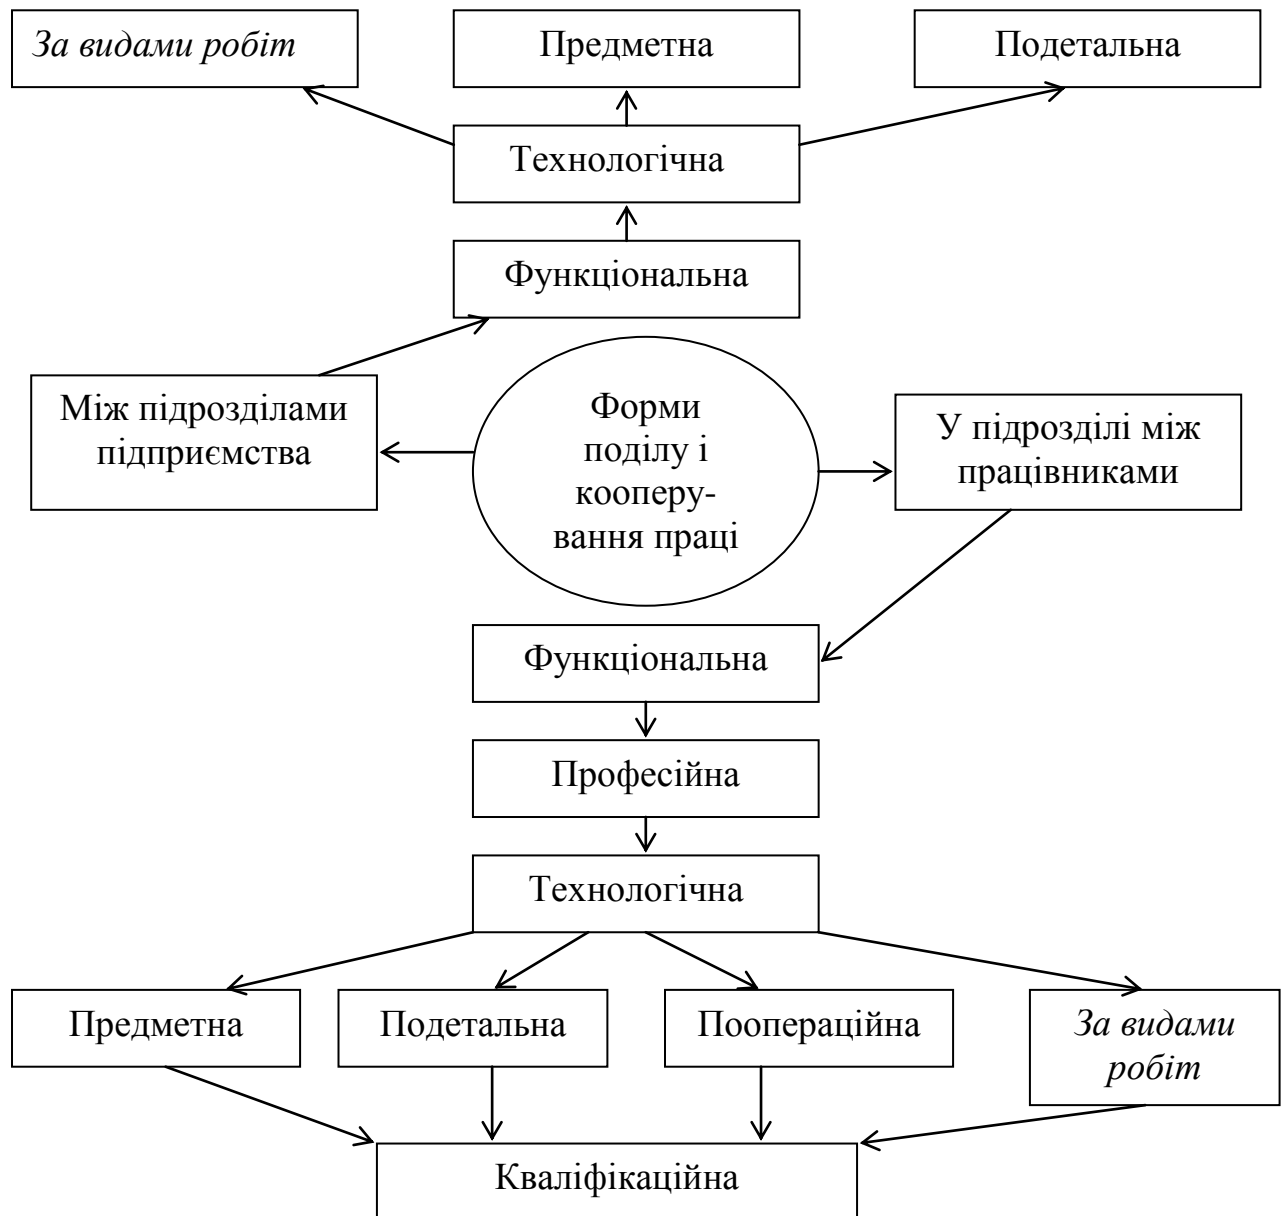 За видами робіт
Предметна
Подетальна
Технологічна
Функціональна
Між підрозділами
підприємства
Форми
поділу і
кооперу-
вання праці
У підрозділі між
працівниками
Функціональна
Професійна
Технологічна
Предметна
Подетальна
Поопераційна
За видами
робіт
Кваліфікаційна